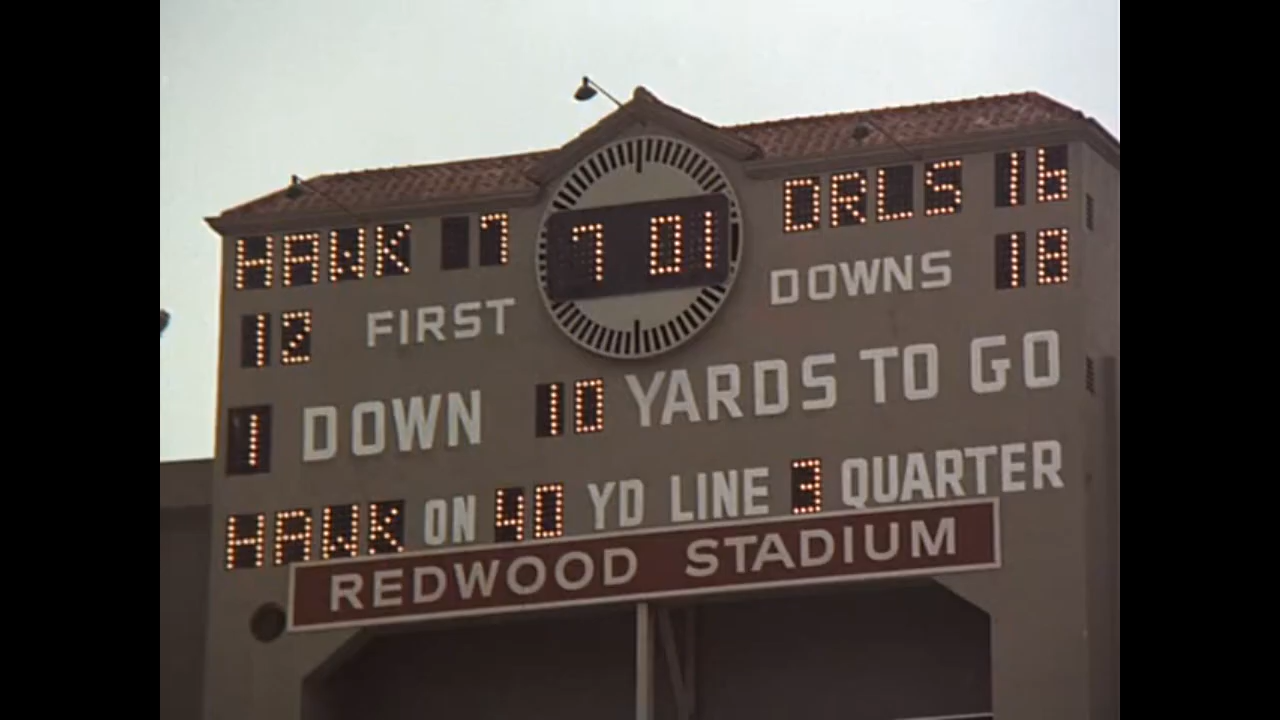 HAWK 7 7 01 DRLS 16
12 FIRST DOWNS 18
1 DOWN 10 YARDS TO GO
HAWK ON 40 YD LINE 3 QUARTER
REDWOOD STADIUM